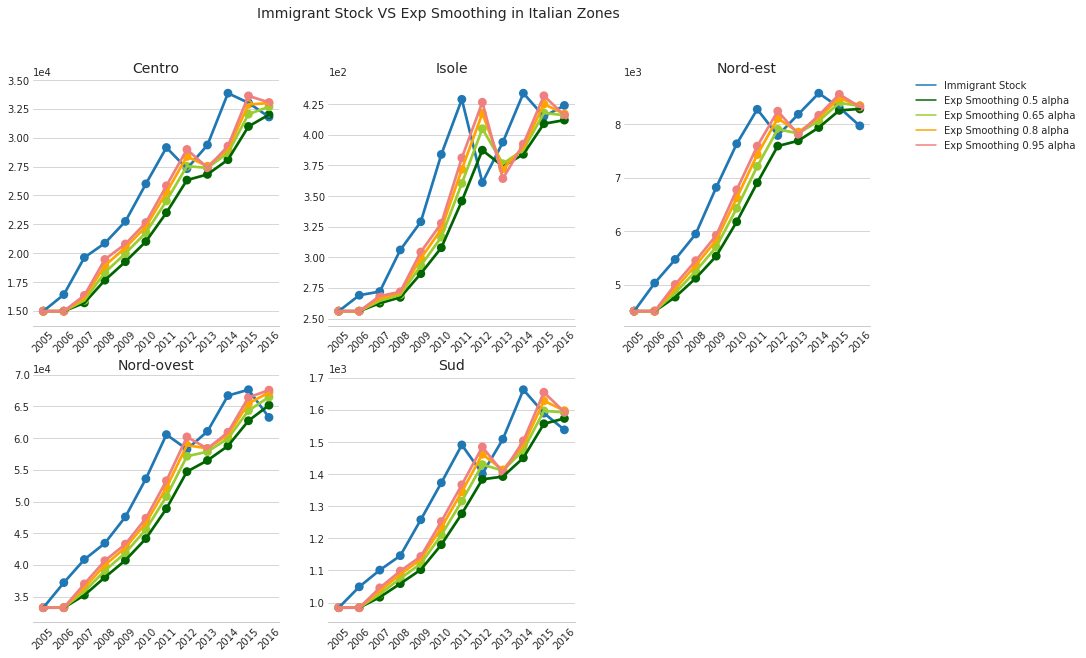 Immigrant Stock VS Exp Smoothing in Italian Zones
Centro
1e4
3.50
3.25
3.00
2.75
2.50
2.25
2.00
1.75
1.50
2005 2006 2007 2008 2009 2010 2011 2012 2013 2014 2015 2016
Isole
1e2
4.25
4.00
3.75
3.50
3.25
3.00
2.75
2.50
2005 2006 2007 2008 2009 2010 2011 2012 2013 2014 2015 2016
Nord-est
1e3
8
7
6
5
2005 2006 2007 2008 2009 2010 2011 2012 2013 2014 2015 2016
Immigrant Stock
Exp Smoothing 0.5 alpha
Exp Smoothing 0.65 alpha
Exp Smoothing 0.8 alpha
Exp Smoothing 0.95 alpha
Nord-ovest
1e4
7.0
6.5
6.0
5.5
5.0
4.5
4.0
3.5
2005 2006 2007 2008 2009 2010 2011 2012 2013 2014 2015 2016
Sud
1e3
1.7
1.6
1.5
1.4
1.3
1.2
1.1
1.0
2005 2006 2007 2008 2009 2010 2011 2012 2013 2014 2015 2016